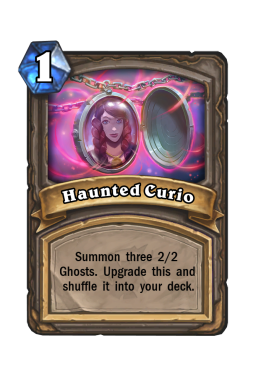 1
Haunted Curio
Summon three 2/2
Ghosts. Upgrade this and
shuffle it into your deck.